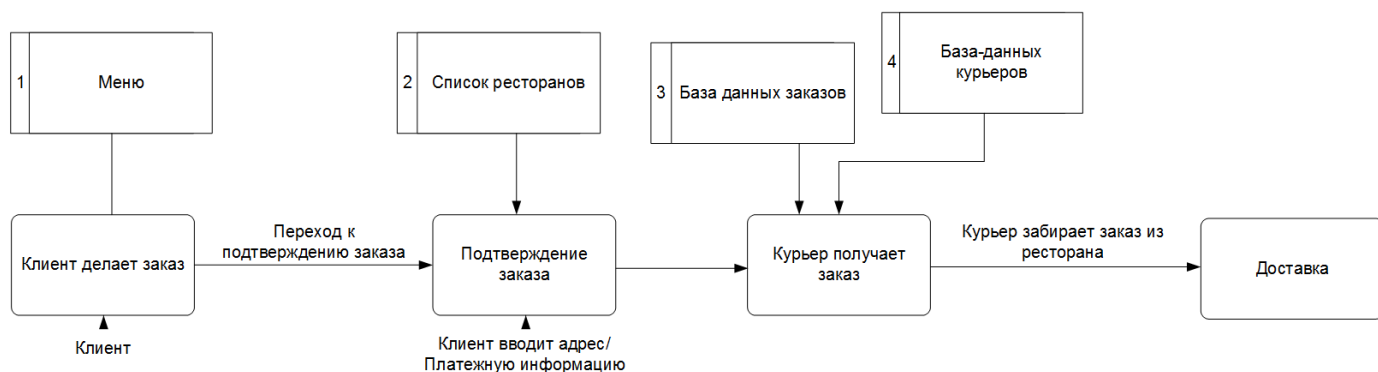 1
Меню
2
Список ресторанов
3
База данных заказов
4
База-данных
курьеров
Клиент делает заказ
Переход к
подтверждению заказа
Подтверждение
заказа
Курьер получает
заказ
Курьер забирает заказ из
ресторана
Доставка
Клиент
Клиент вводит адрес/
Платежную информацию